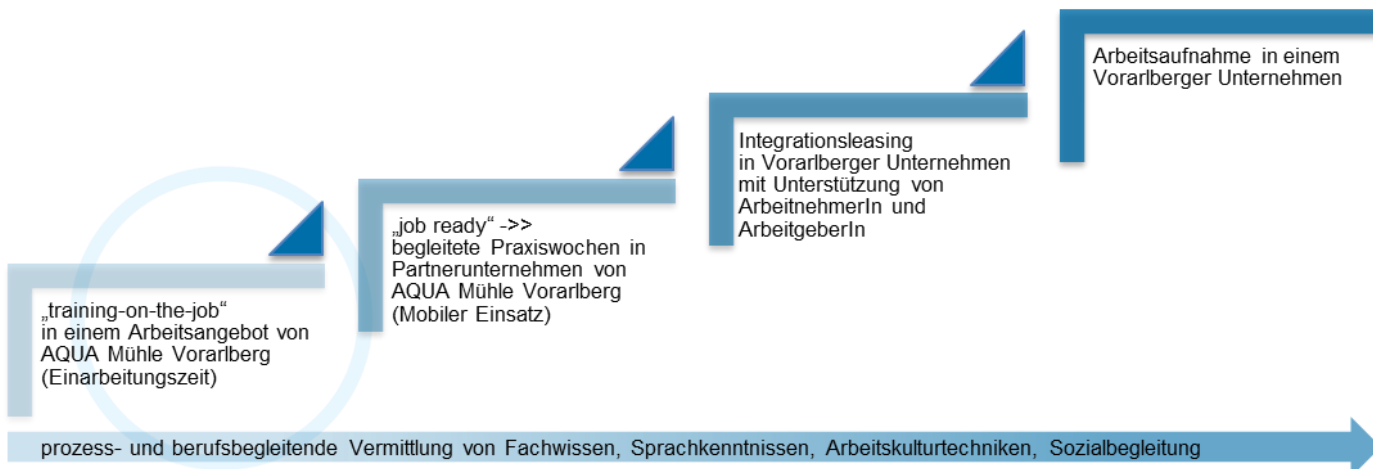 „training-on-the-job“
in einem Arbeitsangebot von
AQUA Mühle Vorarlberg
(Einarbeitungszeit)
„job ready“ ->>
begleitete Praxiswochen in
Partnerunternehmen von
AQUA Mühle Vorarlberg
(Mobiler Einsatz)
Integrationsleasing
in Vorarlberger Unternehmen
mit Unterstützung von
ArbeitnehmerIn und
ArbeitgeberIn
Arbeitsaufnahme in einem
Vorarlberger Unternehmen
prozess- und berufsbegleitende Vermittlung von Fachwissen, Sprachkenntnissen, Arbeitskulturtechniken, Sozialbegleitung